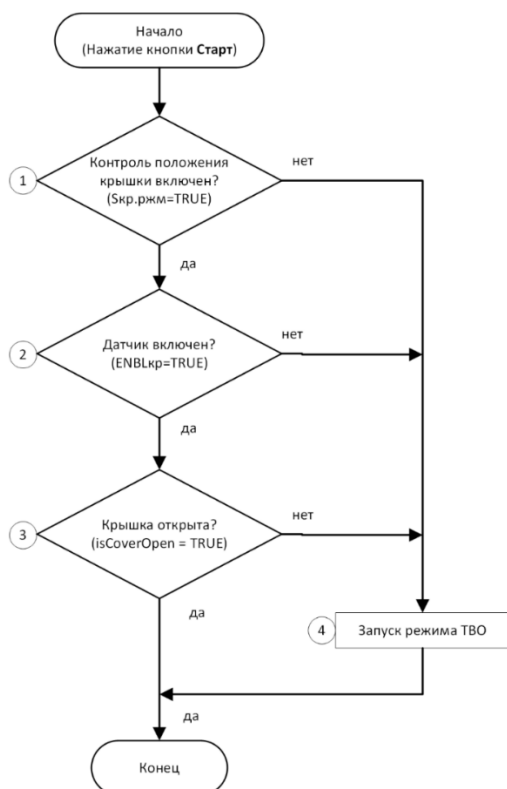 Начало
(Нажатие кнопки Старт)
1
Контроль положения
крышки включен?
(Sкр.ржм=TRUE)
нет
да
2
Датчик включен?
(ENBLкр=TRUE)
нет
да
3
Крышка открыта?
(isCoverOpen = TRUE)
нет
да
4
Запуск режима ТВО
да
Конец